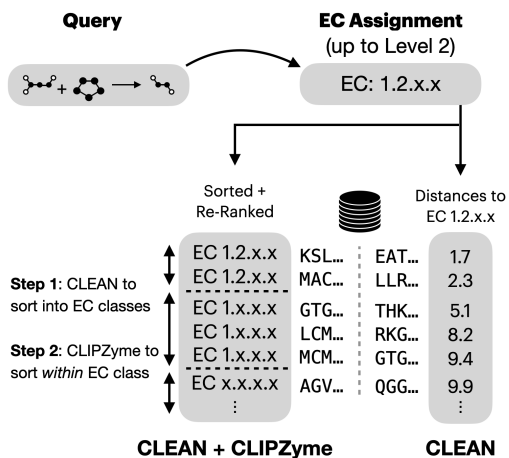 Query
EC Assignment
(up to Level 2)
+
EC: 1.2.x.x
Sorted +
Re-Ranked
Distances to
EC 1.2.x.x
Step 1: CLEAN to
sort into EC classes
Step 2: CLIPZyme to
sort within EC class
EC 1.2.x.x KSL... EAT... 1.7
EC 1.2.x.x MAC... LLR... 2.3
EC 1.x.x.x GTG... THK... 5.1
EC 1.x.x.x LCM... RKG... 8.2
EC 1.x.x.x MCM... GTG... 9.4
EC x.x.x.x AGV... QGG... 9.9
⋮ ⋮
CLEAN + CLIPZyme CLEAN